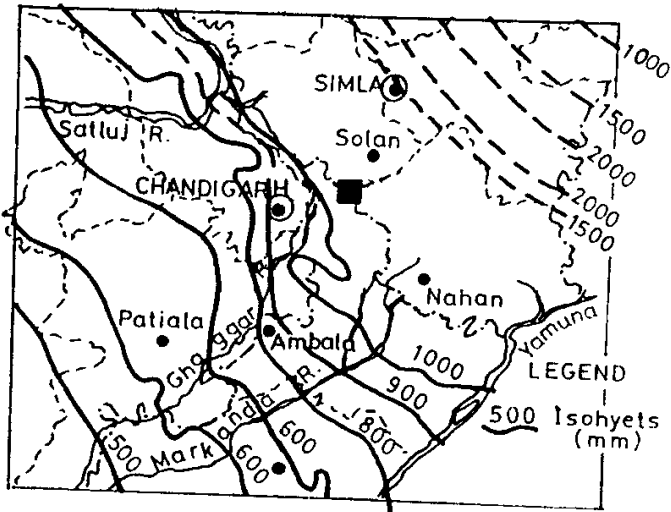 1000
SIMLA
1500
Satluj R.
Solan
2000
CHANDIGARH
2000
1500
R.
Nahan
Patiala
Ghaggar
Ambala
Yamuna
1000
LEGEND
R.
900
500 Isohyets
(mm)
Markanda
600
800
500
600